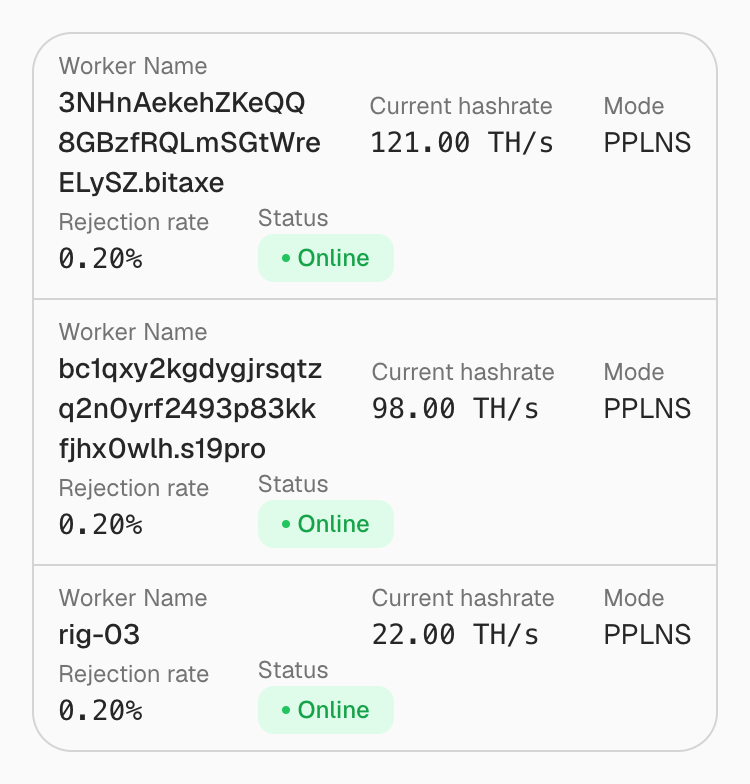 Worker Name
3NHnAekehZKeQQ
8GBzfRQLmSGtWre
ELySZ.bitaxe
Current hashrate
121.00 TH/s
Mode
PPLNS
Rejection rate
0.20%
Status
• Online
Worker Name
bc1qxy2kgdygjrsqtz
q2n0yrf2493p83kk
fjhx0wlh.s19pro
Current hashrate
98.00 TH/s
Mode
PPLNS
Rejection rate
0.20%
Status
• Online
Worker Name
rig-03
Current hashrate
22.00 TH/s
Mode
PPLNS
Rejection rate
0.20%
Status
• Online